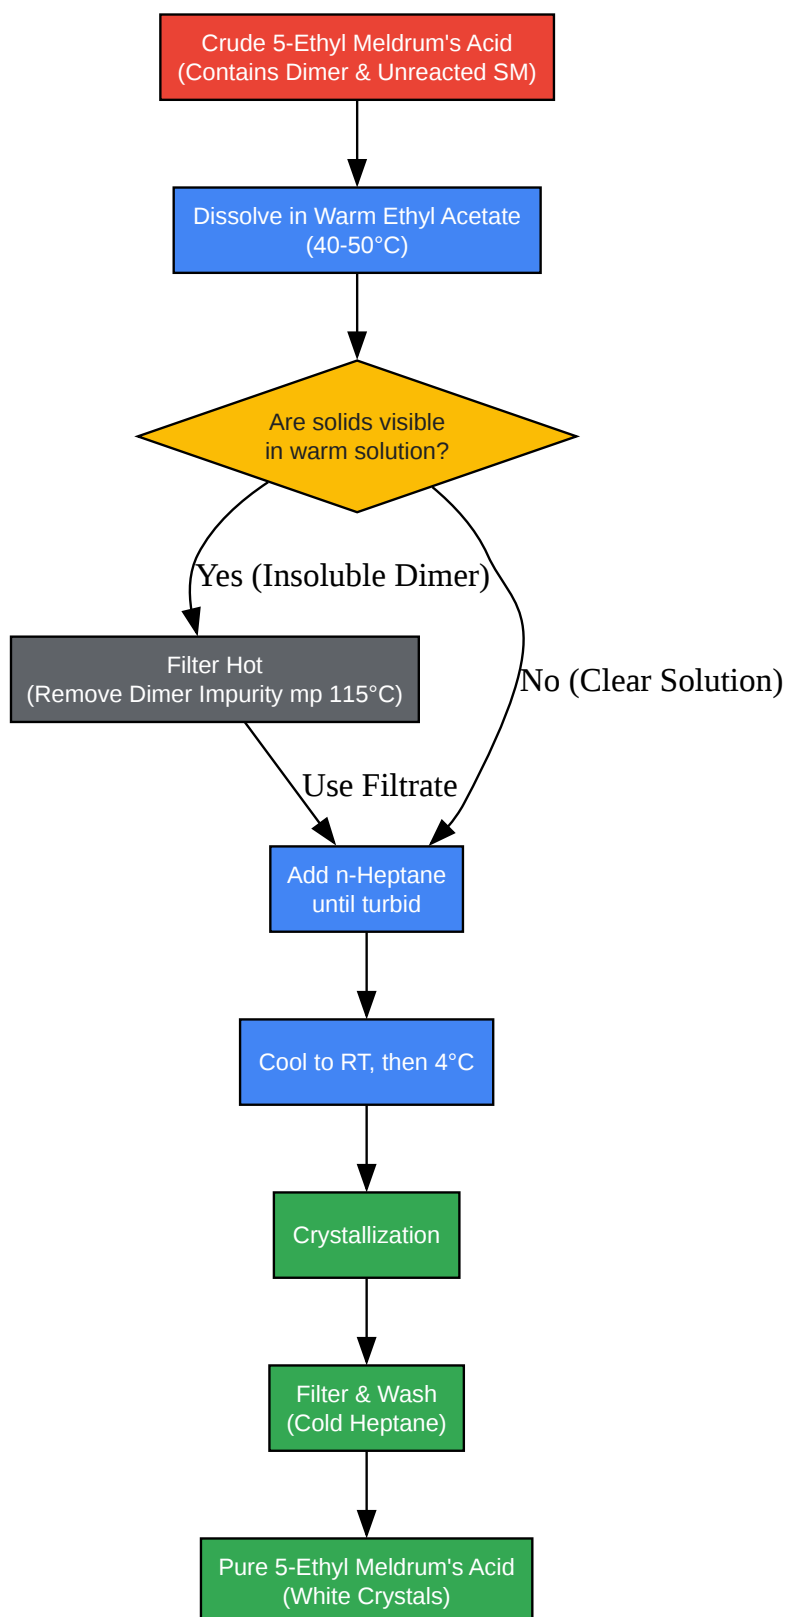 Crude 5-Ethyl Meldrum's Acid
(Contains Dimer & Unreacted SM)
Dissolve in Warm Ethyl Acetate
(40-50°C)
Are solids visible
in warm solution?
Yes (Insoluble Dimer)
Filter Hot
(Remove Dimer Impurity mp 115°C)
No (Clear Solution)
Use Filtrate
Add n-Heptane
until turbid
Cool to RT, then 4°C
Crystallization
Filter & Wash
(Cold Heptane)
Pure 5-Ethyl Meldrum's Acid
(White Crystals)